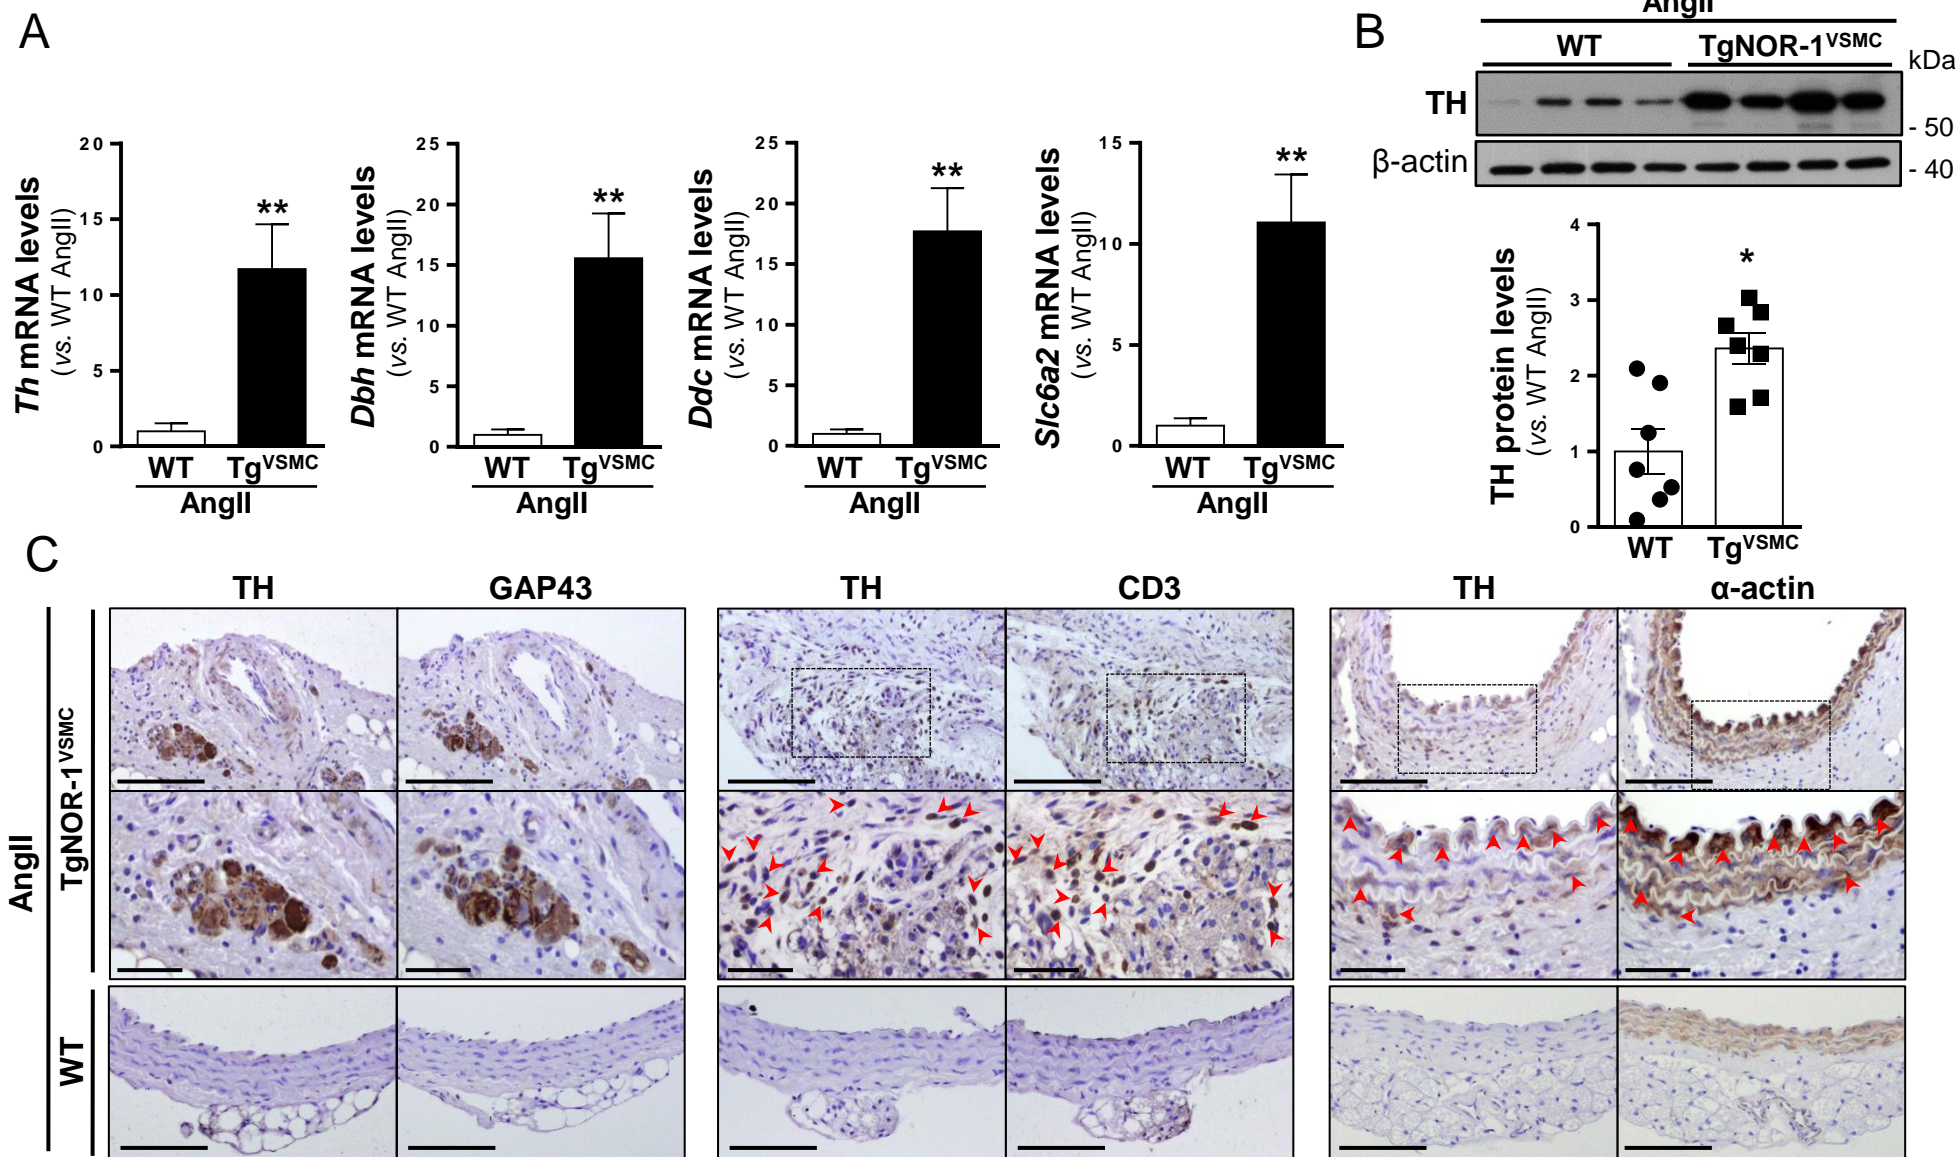 A
Th mRNA levels
(vs. WT AngII)
20
15
10
5
0
**
WT TgVSMC
AngII
Dbh mRNA levels
(vs. WT AngII)
25
20
15
10
5
0
**
WT TgVSMC
AngII
Ddc mRNA levels
(vs. WT AngII)
25
20
15
10
5
0
**
WT TgVSMC
AngII
Slc6a2 mRNA levels
(vs. WT AngII)
15
10
5
0
**
WT TgVSMC
AngII
B
AngII
WT TgNOR-1VSMC
kDa
TH
- 50
β-actin
- 40
TH protein levels
(vs. WT AngII)
4
3
2
1
0
*
WT TgVSMC
C
TH GAP43 TH CD3 TH α-actin
AngII
TgNOR-1VSMC
WT